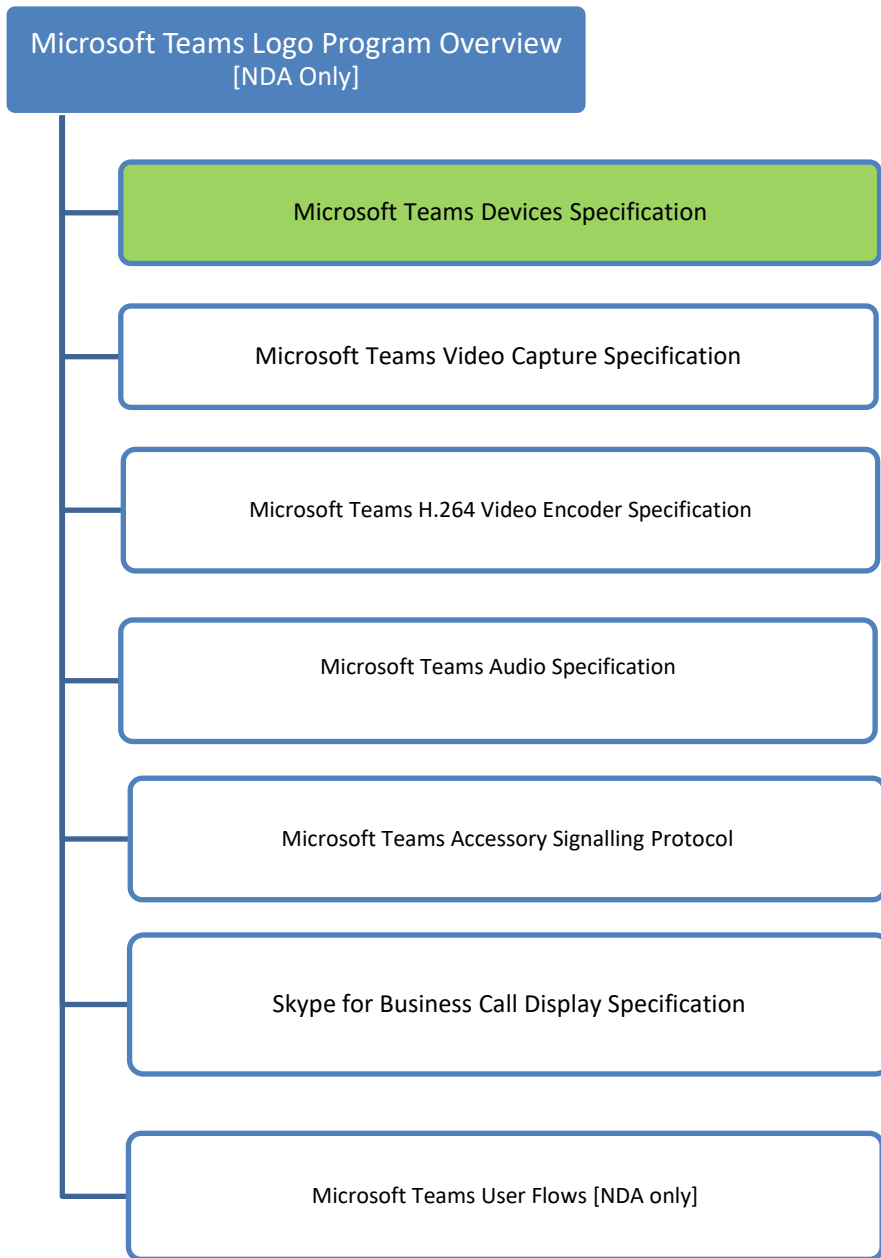 Microsoft Teams Logo Program Overview
[NDA Only]
Microsoft Teams Devices Specification
Microsoft Teams Video Capture Specification
Microsoft Teams H.264 Video Encoder Specification
Microsoft Teams Audio Specification
Microsoft Teams Accessory Signalling Protocol
Skype for Business Call Display Specification
Microsoft Teams User Flows [NDA only]